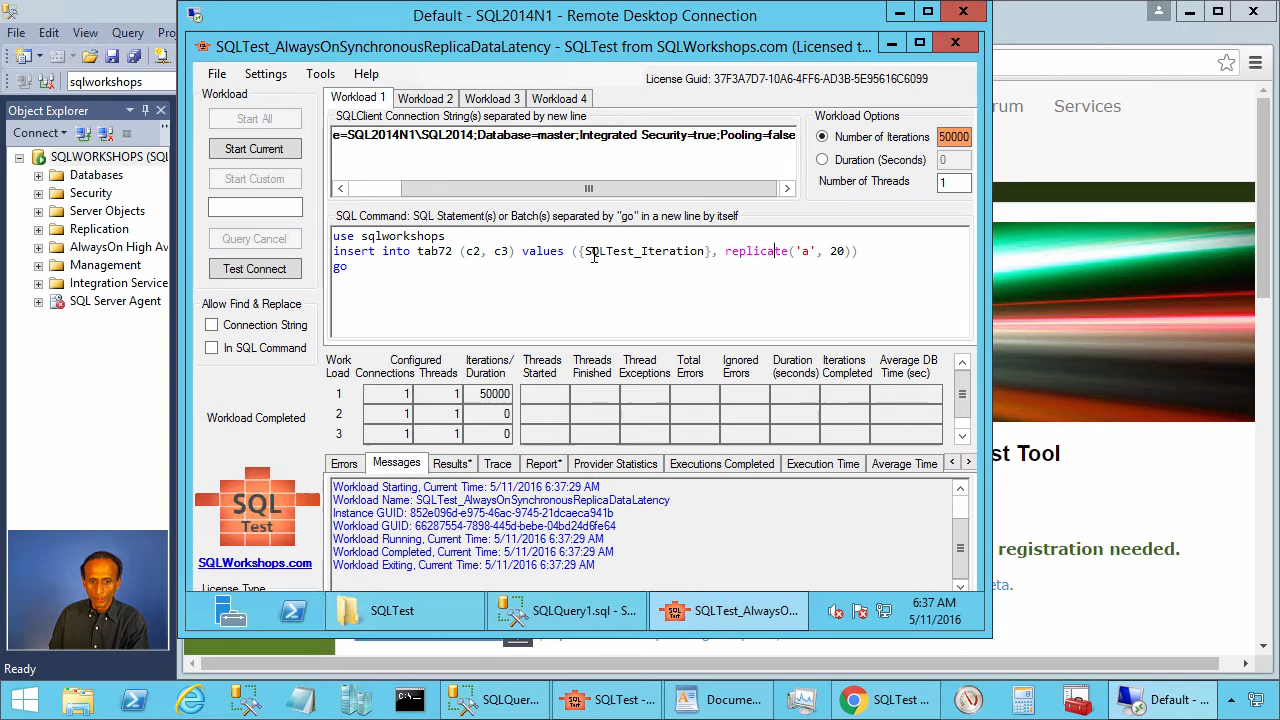 Default - SQL2014N1 - Remote Desktop Connection
File Edit View Query Pro
sqlworkshops
Object Explorer
Connect
SQLWORKSHOPS (SQL
Databases
Security
Server Objects
Replication
AlwaysOn High Av
Management
Integration Service
SQL Server Agent
Ready
SQLTest_AlwaysOnSynchronousReplicaDataLatency - SQLTest from SQLWorkshops.com (Licensed t...
File Settings Tools Help
License Guid: 37F3A7D7-10A6-4FF6-AD3B-5E95616C6099
Workload
Start All
Start Current
Start Custom
Query Cancel
Test Connect
Allow Find & Replace
Connection String
In SQL Command
Workload Completed
SQL
Test
SQLWorkshops.com
License Type
Workload 1 Workload 2 Workload 3 Workload 4
SQLClient Connection String(s) separated by new line
e=SQL2014N1\SQL2014;Database=master;Integrated Security=true;Pooling=false
Workload Options
Number of Iterations 50000
Duration (Seconds) 0
Number of Threads 1
SQL Command: SQL Statement(s) or Batch(s) separated by "go" in a new line by itself
use sqlworkshops
insert into tab72 (c2, c3) values ({SQLTest_Iteration}, replicate('a', 20))
go
Work Load Configured Connections Configured Threads Iterations/ Duration Threads Started Threads Finished Thread Exceptions Total Errors Ignored Errors Duration (seconds) Iterations Completed Average DB Time (sec)
1 1 1 50000
2 1 1 0
3 1 1 0
Errors Messages Results* Trace Report* Provider Statistics Executions Completed Execution Time Average Time
Workload Starting, Current Time: 5/11/2016 6:37:29 AM
Workload Name: SQLTest_AlwaysOnSynchronousReplicaDataLatency
Instance GUID: 852e096d-e975-46ac-9745-21dcaeca941b
Workload GUID: 66287554-7898-445d-bebe-04bd24d6fe64
Workload Running, Current Time: 5/11/2016 6:37:29 AM
Workload Completed, Current Time: 5/11/2016 6:37:29 AM
Workload Exiting, Current Time: 5/11/2016 6:37:29 AM
SQLTest
SQLQuery1.sql - S...
SQLTest_AlwaysO...
6:37 AM
5/11/2016
rum Services
st Tool
registration needed.
eta.
SQLQuer...
SQLTest -...
Docume...
SQLTest ...
Default - ...